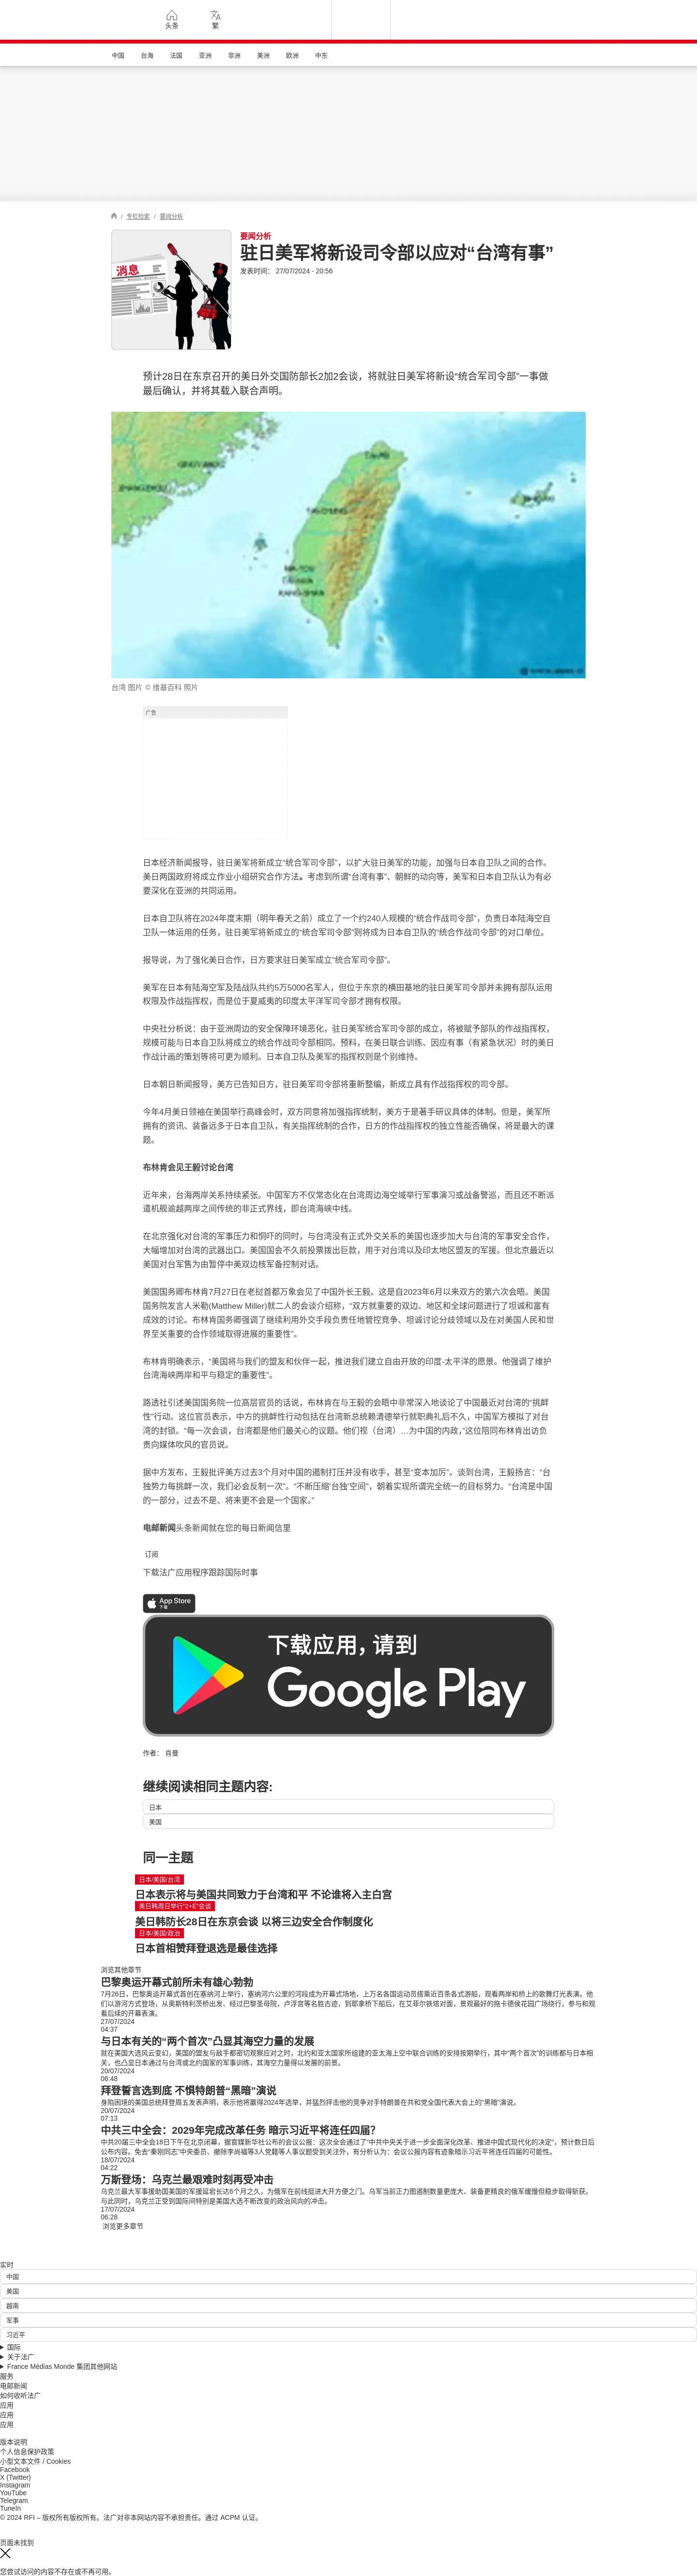 头条
繁
中国 台海 法国 亚洲 非洲 美洲 欧洲 中东
/ 专栏检索 / 要闻分析
消息
要闻分析
驻日美军将新设司令部以应对“台湾有事”
发表时间： 27/07/2024 - 20:56
预计28日在东京召开的美日外交国防部长2加2会谈，将就驻日美军将新设“统合军司令部”一事做
最后确认，并将其载入联合声明。
台湾 图片 © 维基百科 照片
广告
日本经济新闻报导，驻日美军将新成立“统合军司令部”，以扩大驻日美军的功能，加强与日本自卫队之间的合作。
美日两国政府将成立作业小组研究合作方法。考虑到所谓“台湾有事”、朝鲜的动向等，美军和日本自卫队认为有必
要深化在亚洲的共同运用。
日本自卫队将在2024年度末期（明年春天之前）成立了一个约240人规模的“统合作战司令部”，负责日本陆海空自
卫队一体运用的任务，驻日美军将新成立的“统合军司令部”则将成为日本自卫队的“统合作战司令部”的对口单位。
报导说，为了强化美日合作，日方要求驻日美军成立“统合军司令部”。
美军在日本有陆海空军及陆战队共约5万5000名军人，但位于东京的横田基地的驻日美军司令部并未拥有部队运用
权限及作战指挥权，而是位于夏威夷的印度太平洋军司令部才拥有权限。
中央社分析说：由于亚洲周边的安全保障环境恶化，驻日美军统合军司令部的成立，将被赋予部队的作战指挥权，
规模可能与日本自卫队将成立的统合作战司令部相同。预料，在美日联合训练、因应有事（有紧急状况）时的美日
作战计画的策划等将可更为顺利。日本自卫队及美军的指挥权则是个别维持。
日本朝日新闻报导，美方已告知日方，驻日美军司令部将重新整编，新成立具有作战指挥权的司令部。
今年4月美日领袖在美国举行高峰会时，双方同意将加强指挥统制，美方于是著手研议具体的体制。但是，美军所
拥有的资讯、装备远多于日本自卫队，有关指挥统制的合作，日方的作战指挥权的独立性能否确保，将是最大的课
题。
布林肯会见王毅讨论台湾
近年来，台海两岸关系持续紧张。中国军方不仅常态化在台湾周边海空域举行军事演习或战备警巡，而且还不断派
遣机舰逾越两岸之间传统的非正式界线，即台湾海峡中线。
在北京强化对台湾的军事压力和恫吓的同时，与台湾没有正式外交关系的美国也逐步加大与台湾的军事安全合作，
大幅增加对台湾的武器出口。美国国会不久前投票拨出巨款，用于对台湾以及印太地区盟友的军援。但北京最近以
美国对台军售为由暂停中美双边核军备控制对话。
美国国务卿布林肯7月27日在老挝首都万象会见了中国外长王毅。这是自2023年6月以来双方的第六次会晤。美国
国务院发言人米勒(Matthew Miller)就二人的会谈介绍称，“双方就重要的双边、地区和全球问题进行了坦诚和富有
成效的讨论。布林肯国务卿强调了继续利用外交手段负责任地管控竞争、坦诚讨论分歧领域以及在对美国人民和世
界至关重要的合作领域取得进展的重要性”。
布林肯明确表示，“美国将与我们的盟友和伙伴一起，推进我们建立自由开放的印度-太平洋的愿景。他强调了维护
台湾海峡两岸和平与稳定的重要性”。
路透社引述美国国务院一位高层官员的话说，布林肯在与王毅的会晤中非常深入地谈论了中国最近对台湾的“挑衅
性”行动。这位官员表示，中方的挑衅性行动包括在台湾新总统赖清德举行就职典礼后不久，中国军方模拟了对台
湾的封锁。“每一次会谈，台湾都是他们最关心的议题。他们视（台湾）…为中国的内政，”这位陪同布林肯出访负
责向媒体吹风的官员说。
据中方发布，王毅批评美方过去3个月对中国的遏制打压并没有收手，甚至“变本加厉”。谈到台湾，王毅扬言：“台
独势力每挑衅一次，我们必会反制一次”。“不断压缩‘台独’空间”，朝着实现所谓完全统一的目标努力。“台湾是中国
的一部分，过去不是、将来更不会是一个国家。”
电邮新闻头条新闻就在您的每日新闻信里
订阅
下载法广应用程序跟踪国际时事
App Store
下载
下载应用，请到
Google Play
作者： 肖曼
继续阅读相同主题内容:
日本
美国
同一主题
日本/美国/台湾
日本表示将与美国共同致力于台湾和平 不论谁将入主白宫
美日韩周日举行“2+E”会谈
美日韩防长28日在东京会谈 以将三边安全合作制度化
日本/美国/政治
日本首相赞拜登退选是最佳选择
浏览其他章节
巴黎奥运开幕式前所未有雄心勃勃
7月26日，巴黎奥运开幕式首创在塞纳河上举行，塞纳河六公里的河段成为开幕式场地，上万名各国运动员搭乘近百条各式游船，观看两岸和桥上的歌舞灯光表演。他
们以游河方式登场，从奥斯特利茨桥出发、经过巴黎圣母院，卢浮宫等名胜古迹，到耶拿桥下船后，在艾菲尔铁塔对面，景观最好的拖卡德侯花园广场绕行，参与和观
看后续的开幕表演。
27/07/2024
04:37
与日本有关的“两个首次”凸显其海空力量的发展
就在美国大选风云变幻，美国的盟友与敌手都密切观察应对之时，北约和亚太国家所组建的亚太海上空中联合训练的安排按期举行，其中“两个首次”的训练都与日本相
关，也凸显日本通过与台湾或北约国家的军事训练，其海空力量得以发展的前景。
20/07/2024
06:48
拜登誓言选到底 不惧特朗普“黑暗”演说
身陷困境的美国总统拜登周五发表声明，表示他将赢得2024年选举，并猛烈抨击他的竞争对手特朗普在共和党全国代表大会上的“黑暗”演说。
20/07/2024
07:13
中共三中全会：2029年完成改革任务 暗示习近平将连任四届?
中共20届三中全会18日下午在北京闭幕，据官媒新华社公布的会议公报：这次全会通过了“中共中央关于进一步全面深化改革、推进中国式现代化的决定”，预计数日后
公布内容。免去“秦刚同志”中央委员、撤除李尚福等3人党籍等人事议题受到关注外，有分析认为：会议公报内容有迹象暗示习近平将连任四届的可能性。
18/07/2024
04:22
万斯登场：乌克兰最艰难时刻再受冲击
乌克兰最大军事援助国美国的军援延宕长达6个月之久，为俄军在前线挺进大开方便之门。乌军当前正力图遏制数量更庞大、装备更精良的俄军缓慢但稳步取得斩获。
与此同时，乌克兰正受到国际间特别是美国大选不断改变的政治风向的冲击。
17/07/2024
06:28
浏览更多章节
实时
中国
美国
越南
军事
习近平
国际
关于法广
France Médias Monde 集团其他网站
服务
电邮新闻
如何收听法广
应用
应用
应用
版本说明
个人信息保护政策
小型文本文件 / Cookies
Facebook
X (Twitter)
Instagram
YouTube
Telegram
TuneIn
© 2024 RFI – 版权所有版权所有。法广对非本网站内容不承担责任。通过 ACPM 认证。
页面未找到
您尝试访问的内容不存在或不再可用。